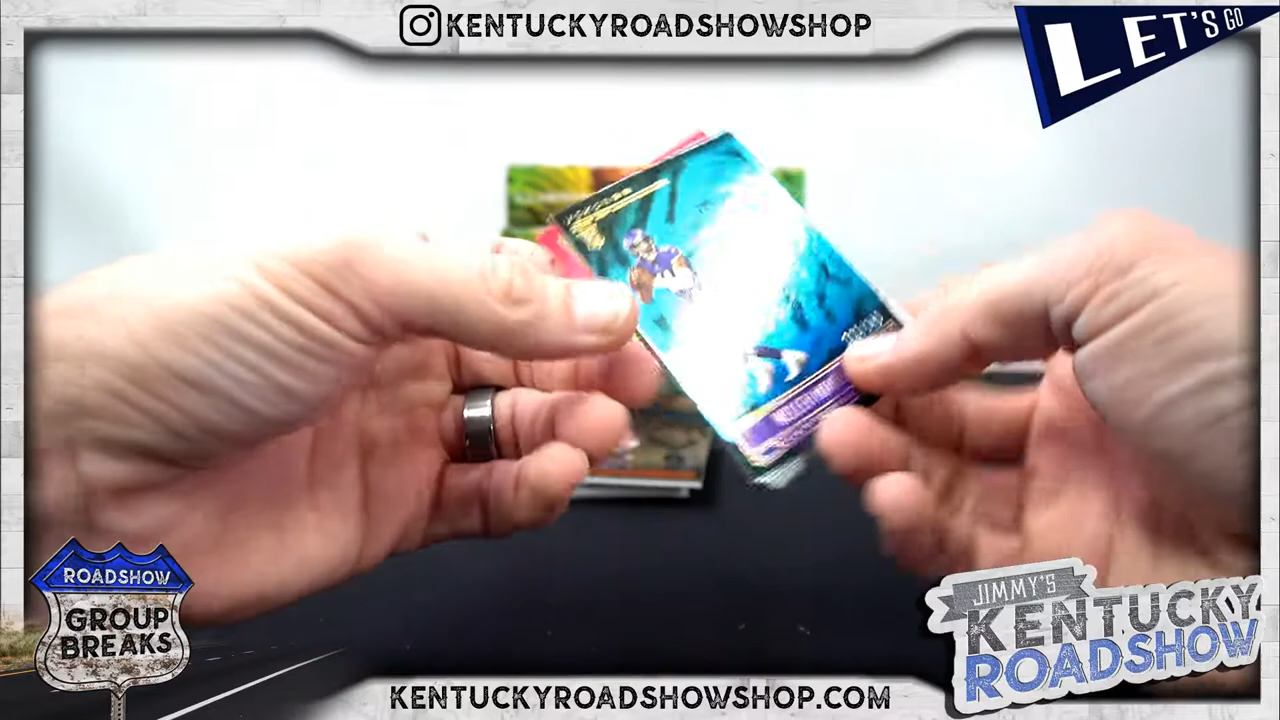 KENTUCKYROADSHOWSHOP
LET'S GO
ROADSHOW
GROUP
BREAKS
JIMMY'S
KENTUCKY
ROADSHOW
KENTUCKYROADSHOWSHOP.COM